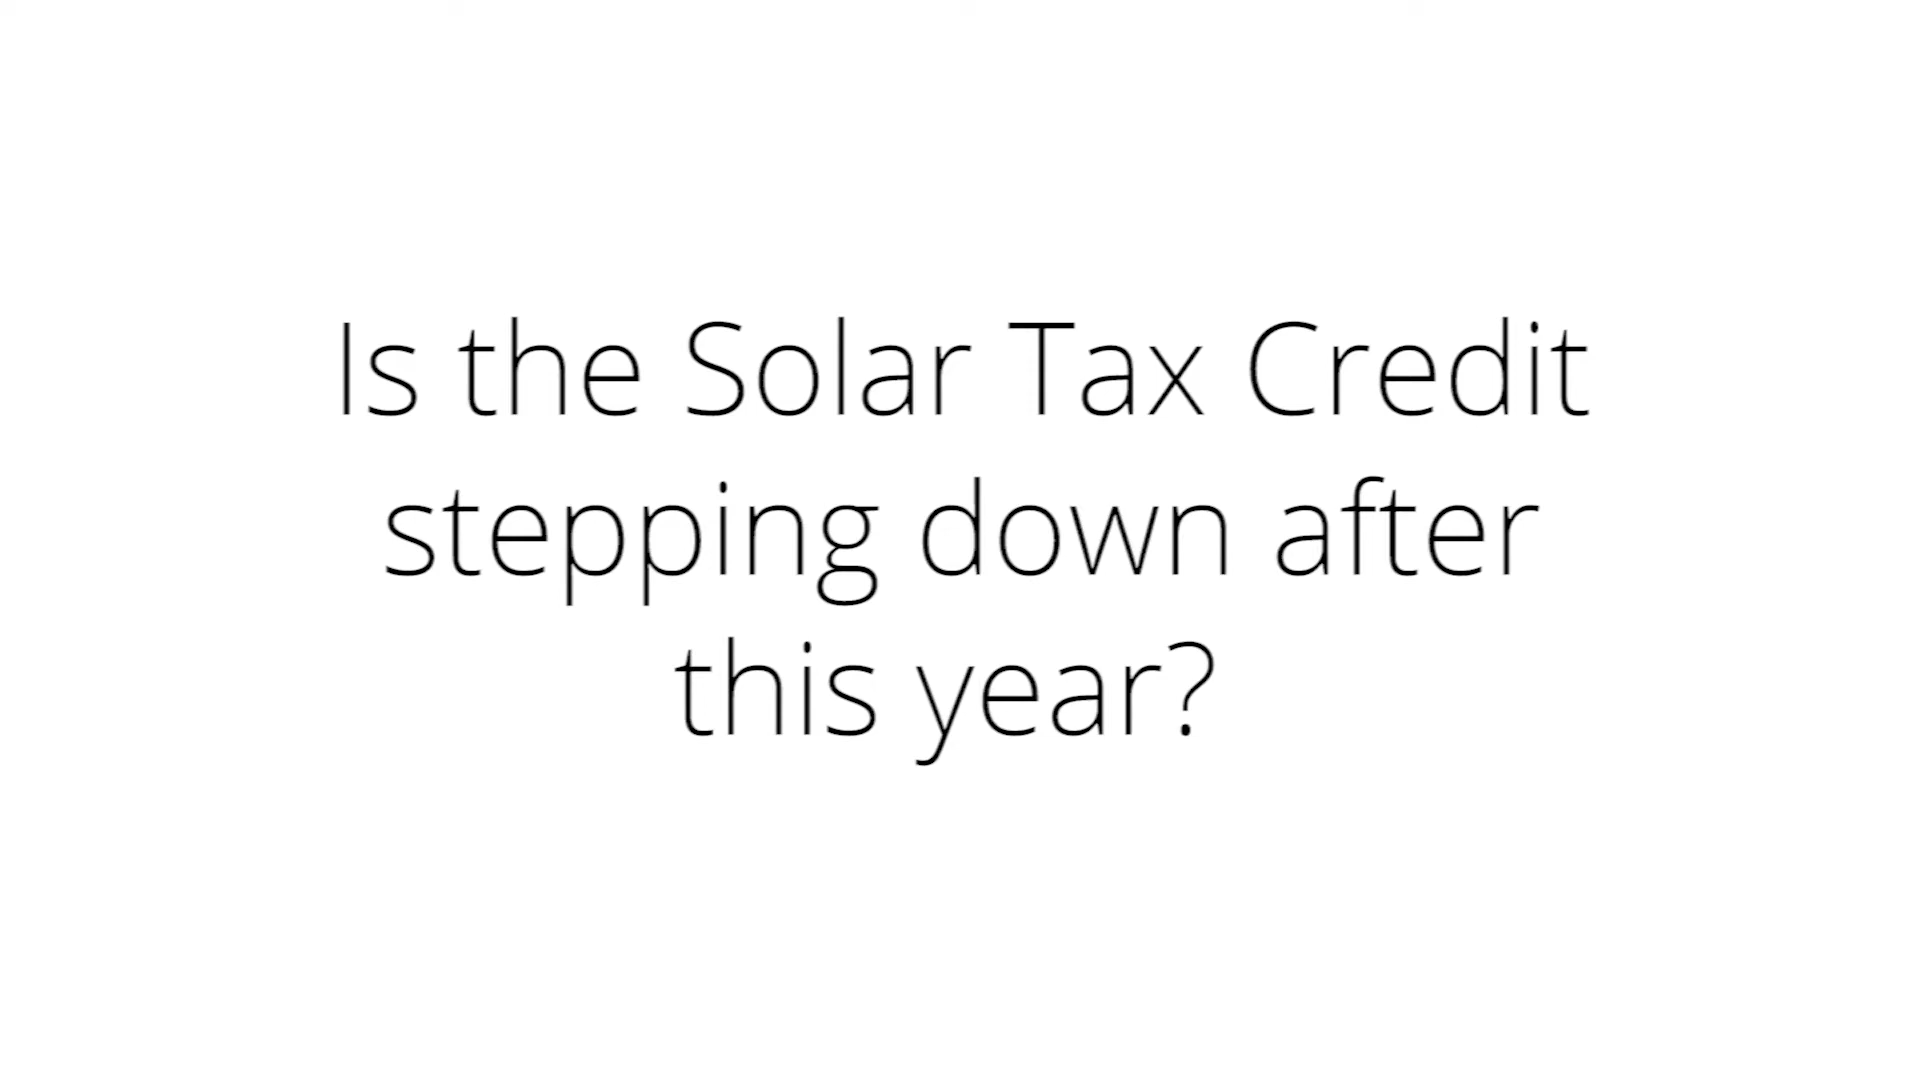 Is the Solar Tax Credit
stepping down after
this year?